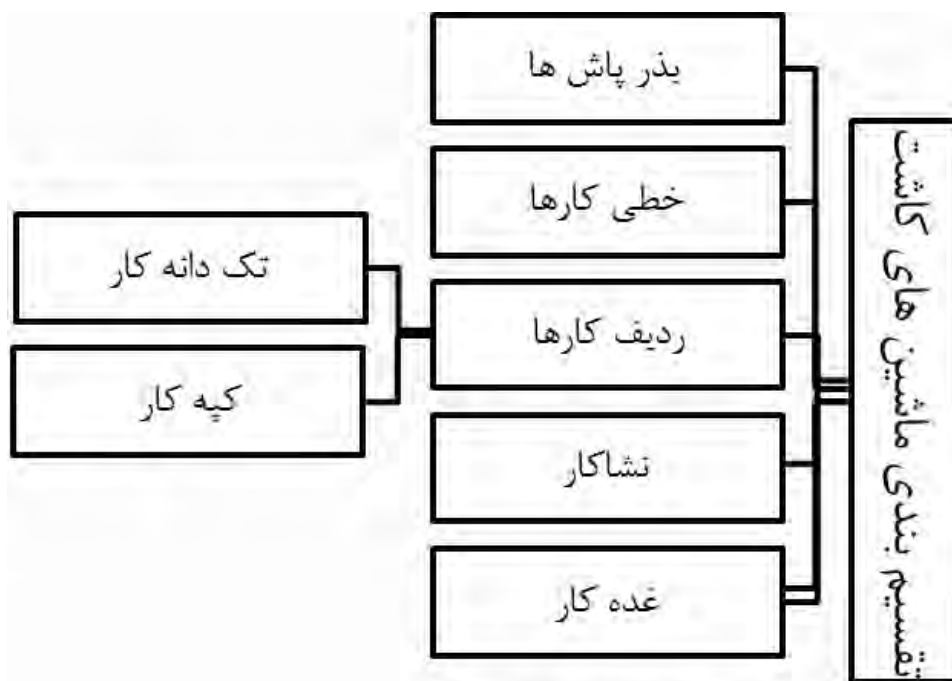 تقسیم بندی ماشین های کاشت
بذر پاش ها
خطی کارها
ردیف کارها
تک دانه کار
کپه کار
نشاکار
غده کار